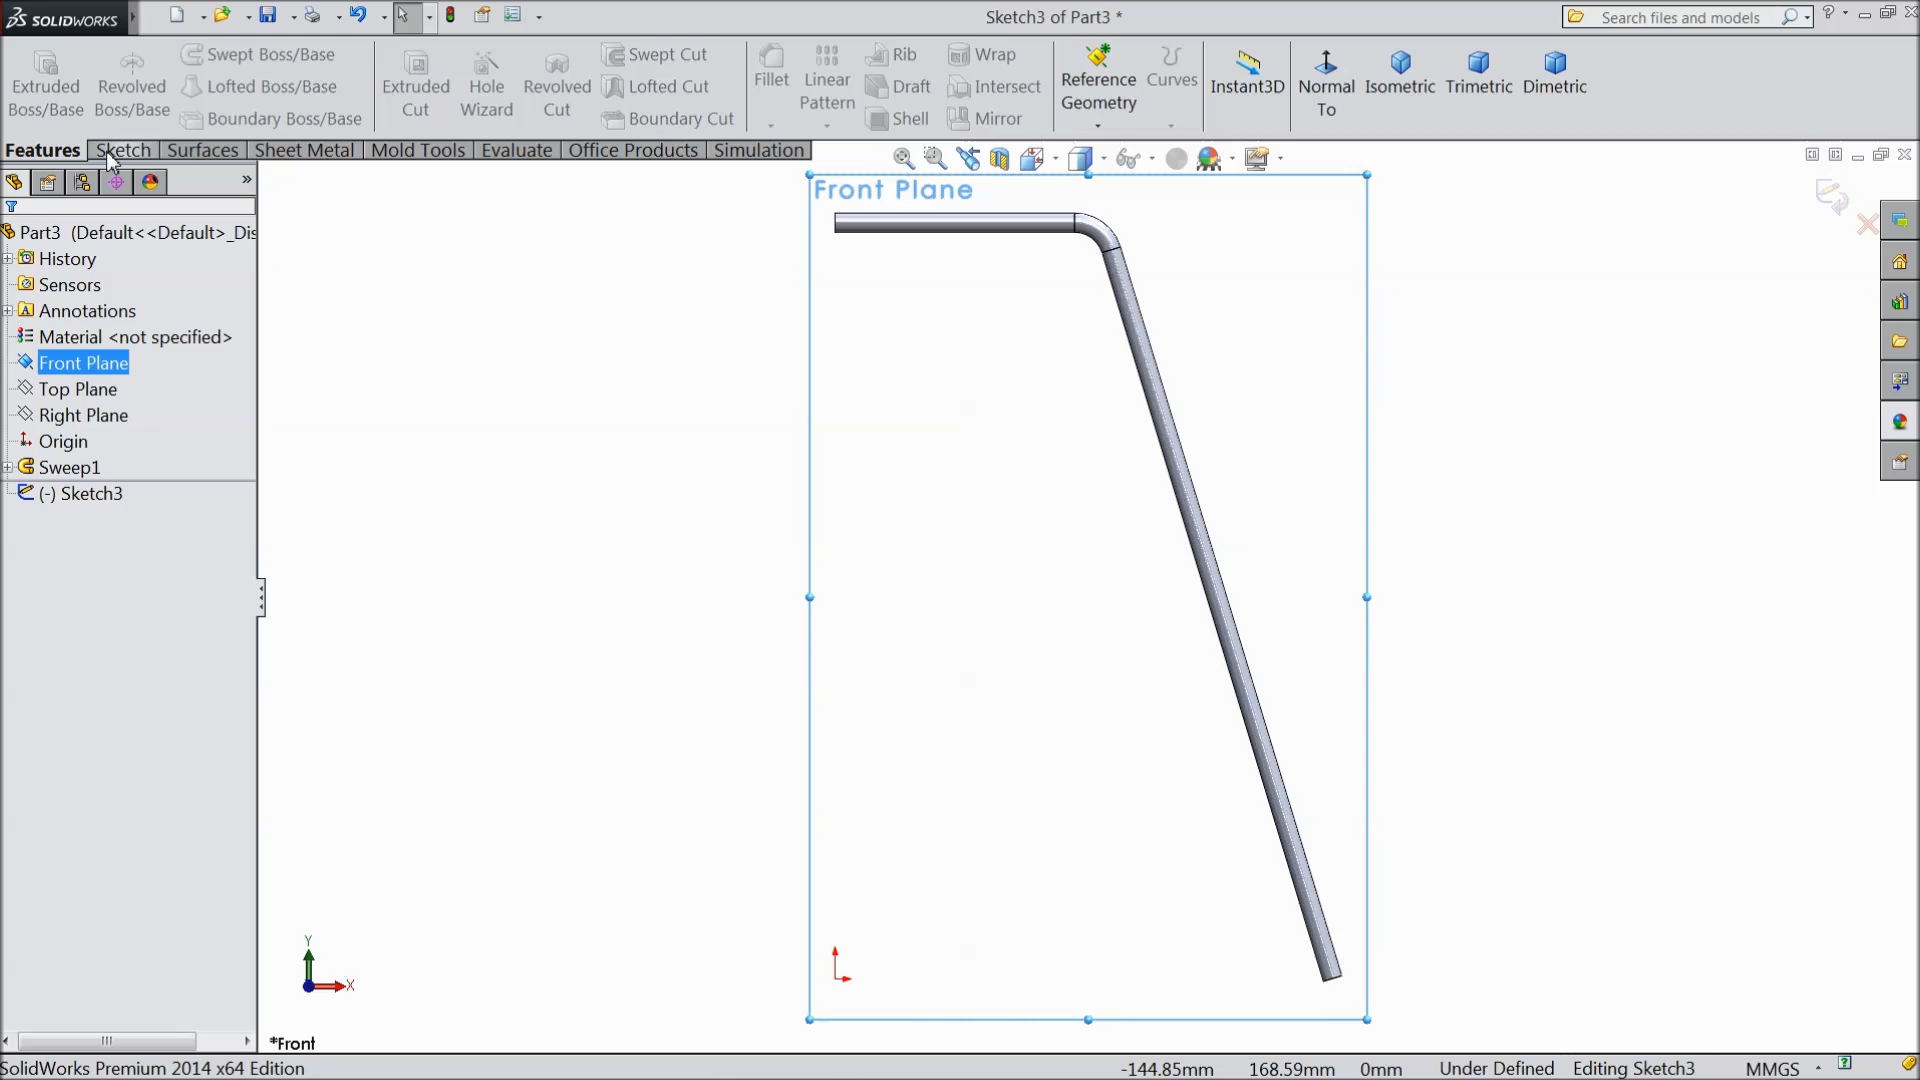 SOLIDWORKS
Sketch3 of Part3 *
Search files and models
Extruded Boss/Base
Revolved Boss/Base
Swept Boss/Base
Lofted Boss/Base
Boundary Boss/Base
Extruded Cut
Hole Wizard
Revolved Cut
Swept Cut
Lofted Cut
Boundary Cut
Fillet
Linear Pattern
Rib
Draft
Shell
Wrap
Intersect
Mirror
Reference Geometry
Curves
Instant3D
Normal To
Isometric
Trimetric
Dimetric
Features
Sketch
Surfaces
Sheet Metal
Mold Tools
Evaluate
Office Products
Simulation
Part3 (Default<<Default>_Dis
History
Sensors
Annotations
Material <not specified>
Front Plane
Top Plane
Right Plane
Origin
Sweep1
(-) Sketch3
Front Plane
Y
X
*Front
SolidWorks Premium 2014 x64 Edition
-144.85mm 168.59mm 0mm Under Defined Editing Sketch3 MMGS